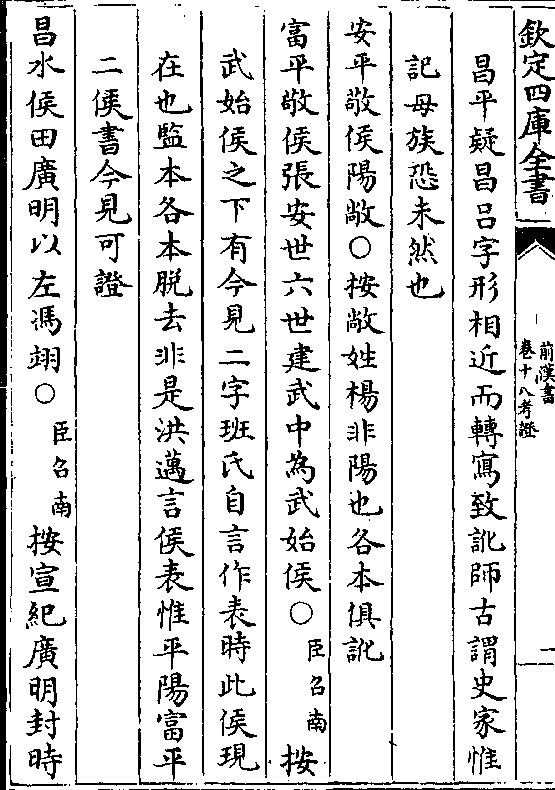 欽定四庫全書
前漢書
卷十八考證
一
昌平疑昌吕字形相近而轉寫致訛師古謂史家惟
記母族恐未然也
安平敬侯陽敞○按敞姓楊非陽也各本俱訛
富平敬侯張安世六世建武中為武始侯○臣召南按
武始侯之下有今見二字班氏自言作表時此侯現
在也監本各本脫去非是洪邁言侯表惟平陽富平
二侯書今見可證
昌水侯田廣明以左馮翊○臣召南按宣紀廣明封時